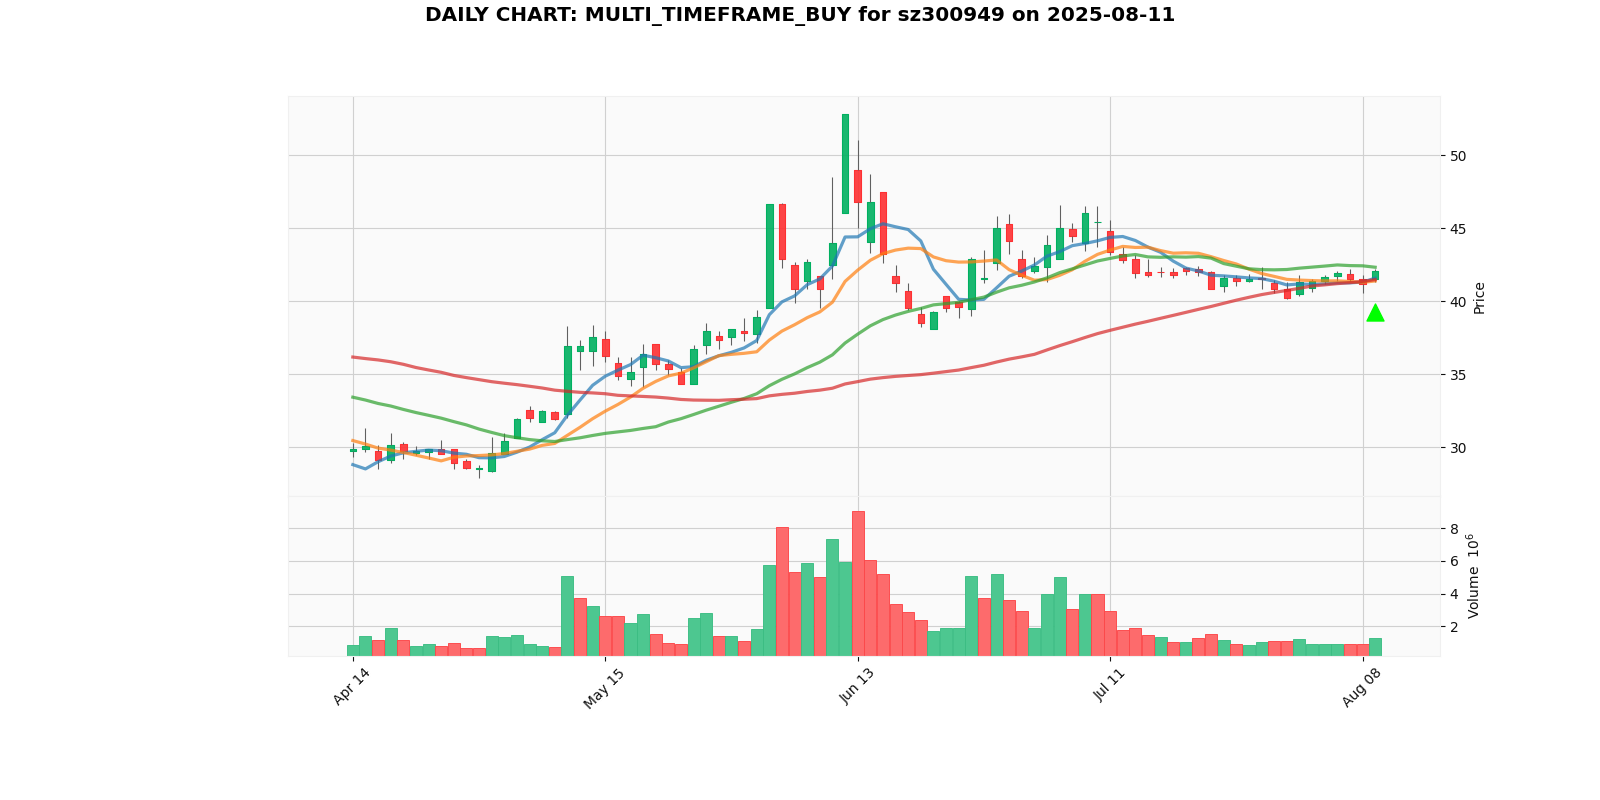 DAILY CHART: MULTI_TIMEFRAME_BUY for sz300949 on 2025-08-11
50
45
40
35
30
Price
8
6
4
2
Volume 10⁶
Apr 14
May 15
Jun 13
Jul 11
Aug 08